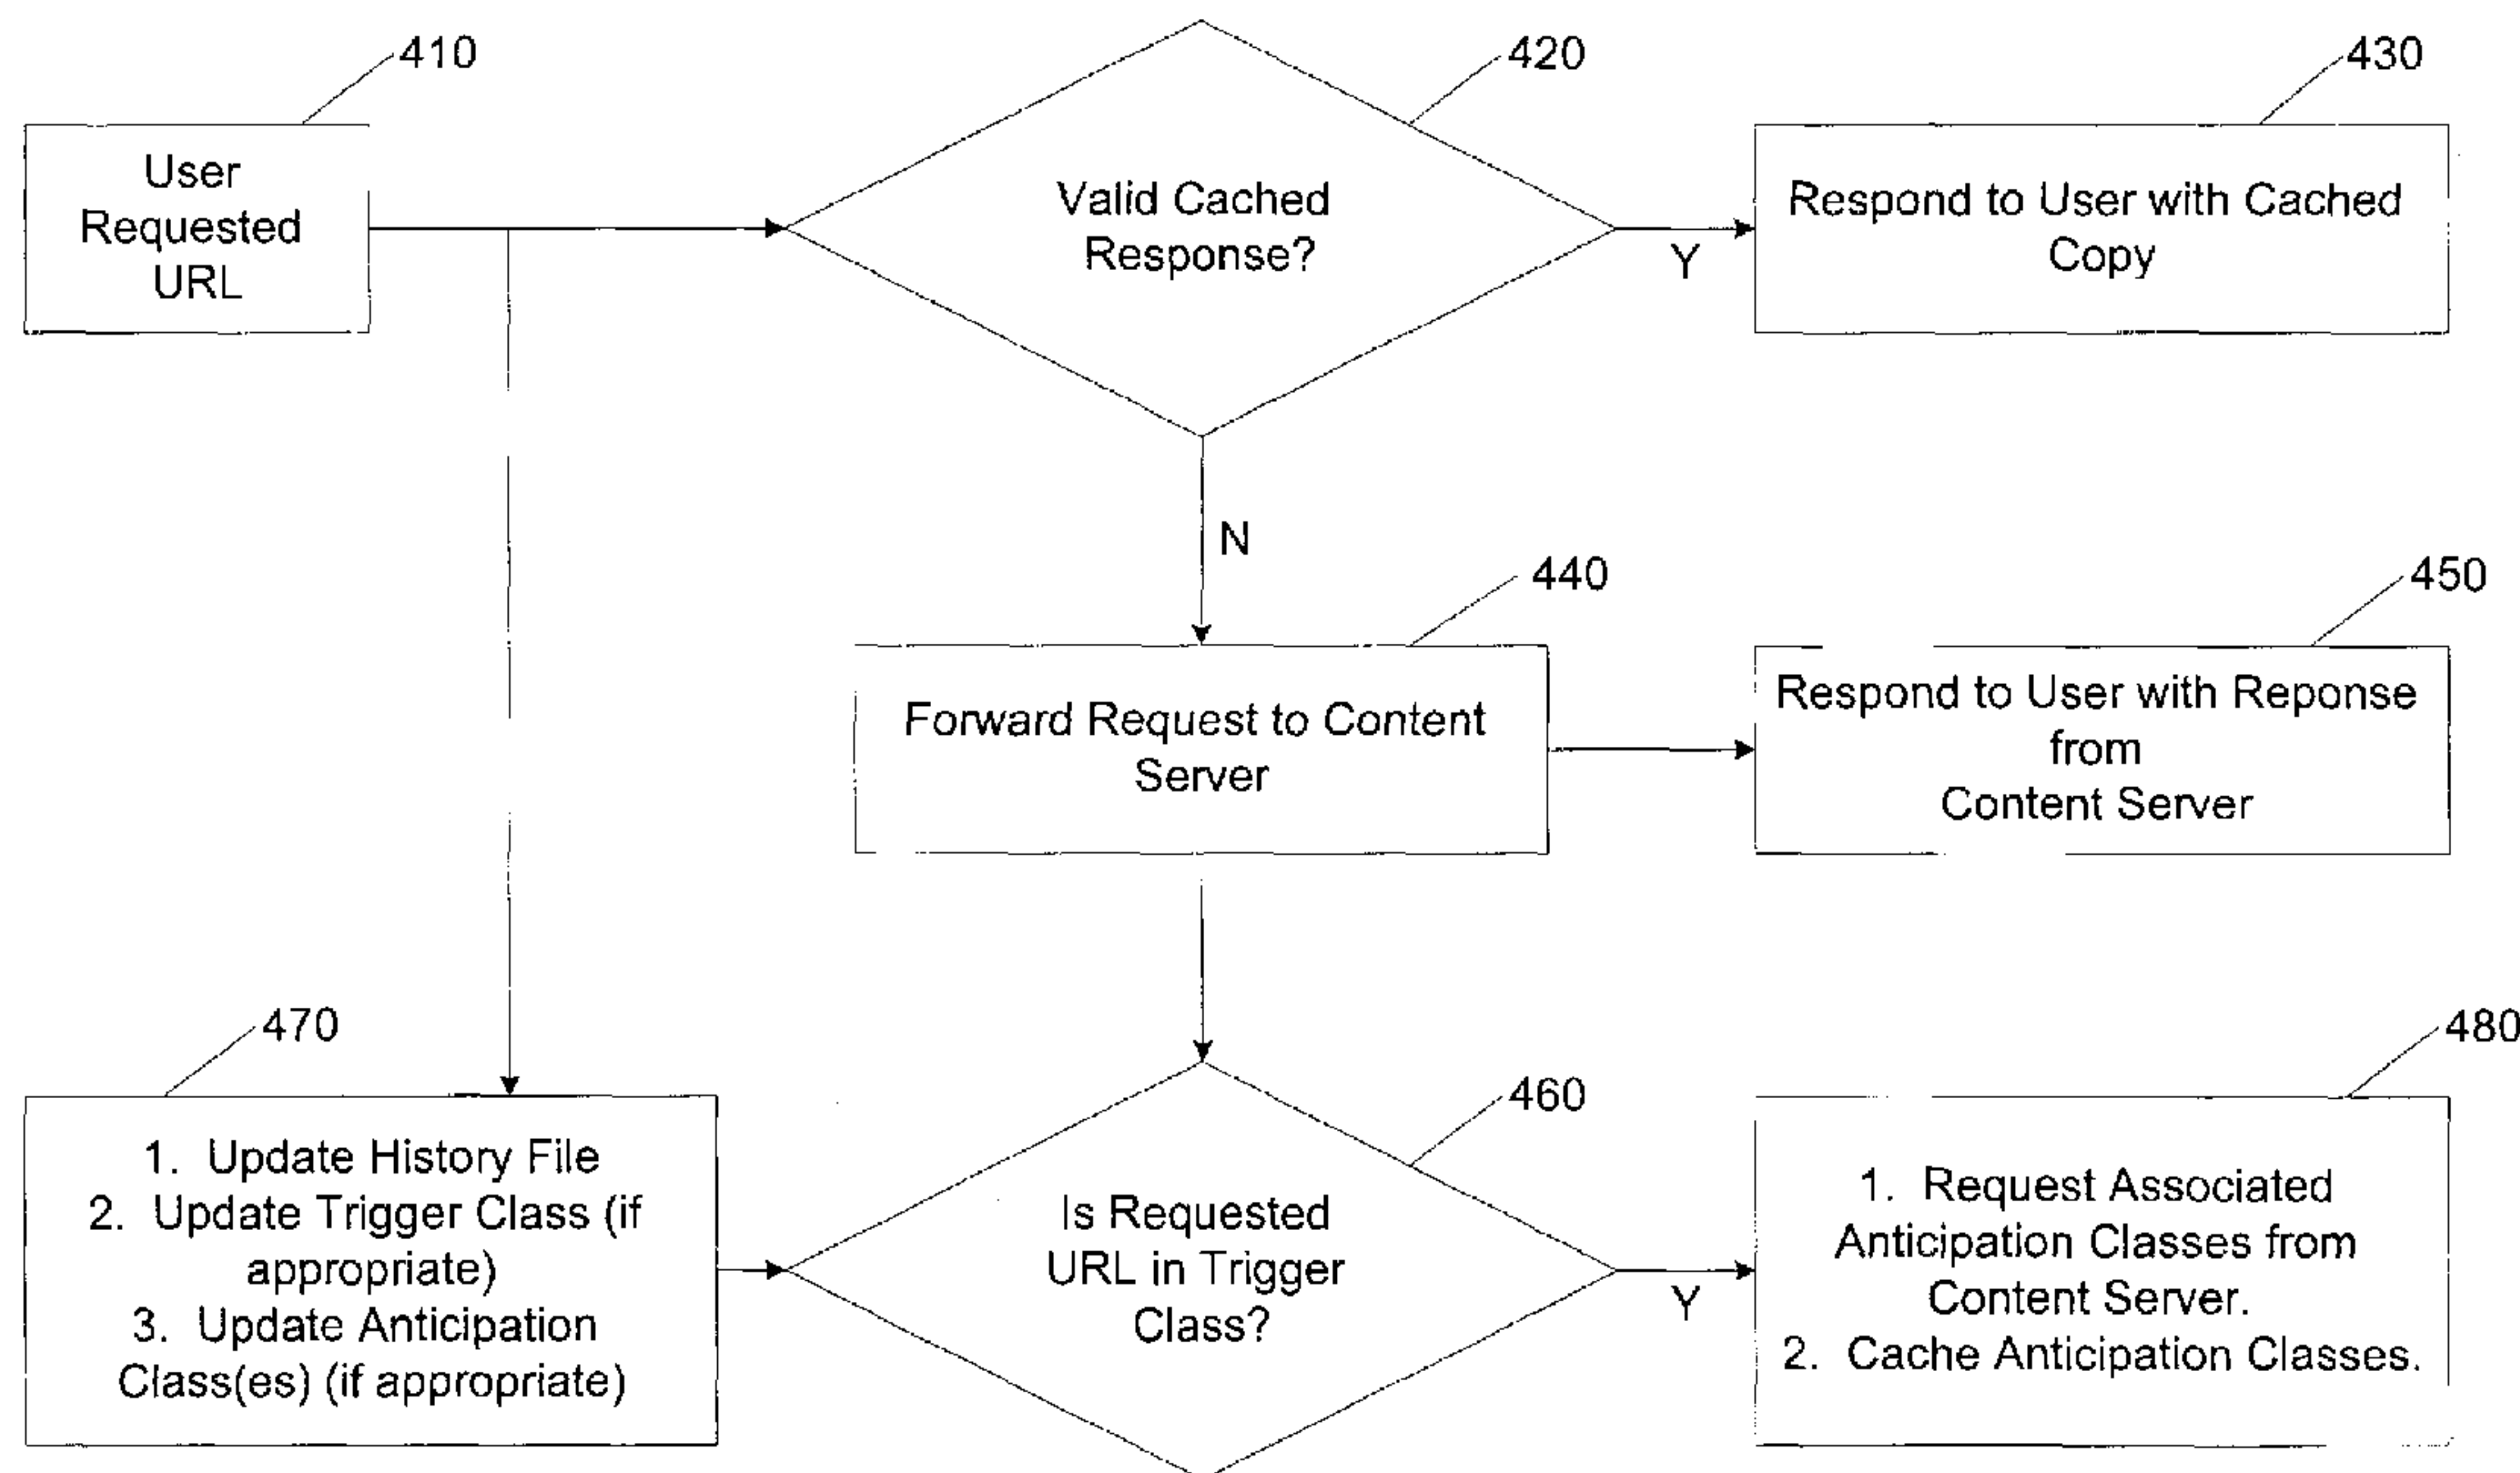 410
User
Requested
URL
420
Valid Cached
Response?
Y
430
Respond to User with Cached
Copy
N
440
Forward Request to Content
Server
450
Respond to User with Reponse
from
Content Server
470
1. Update History File
2. Update Trigger Class (if
appropriate)
3. Update Anticipation
Class(es) (if appropriate)
460
Is Requested
URL in Trigger
Class?
Y
480
1. Request Associated
Anticipation Classes from
Content Server.
2. Cache Anticipation Classes.